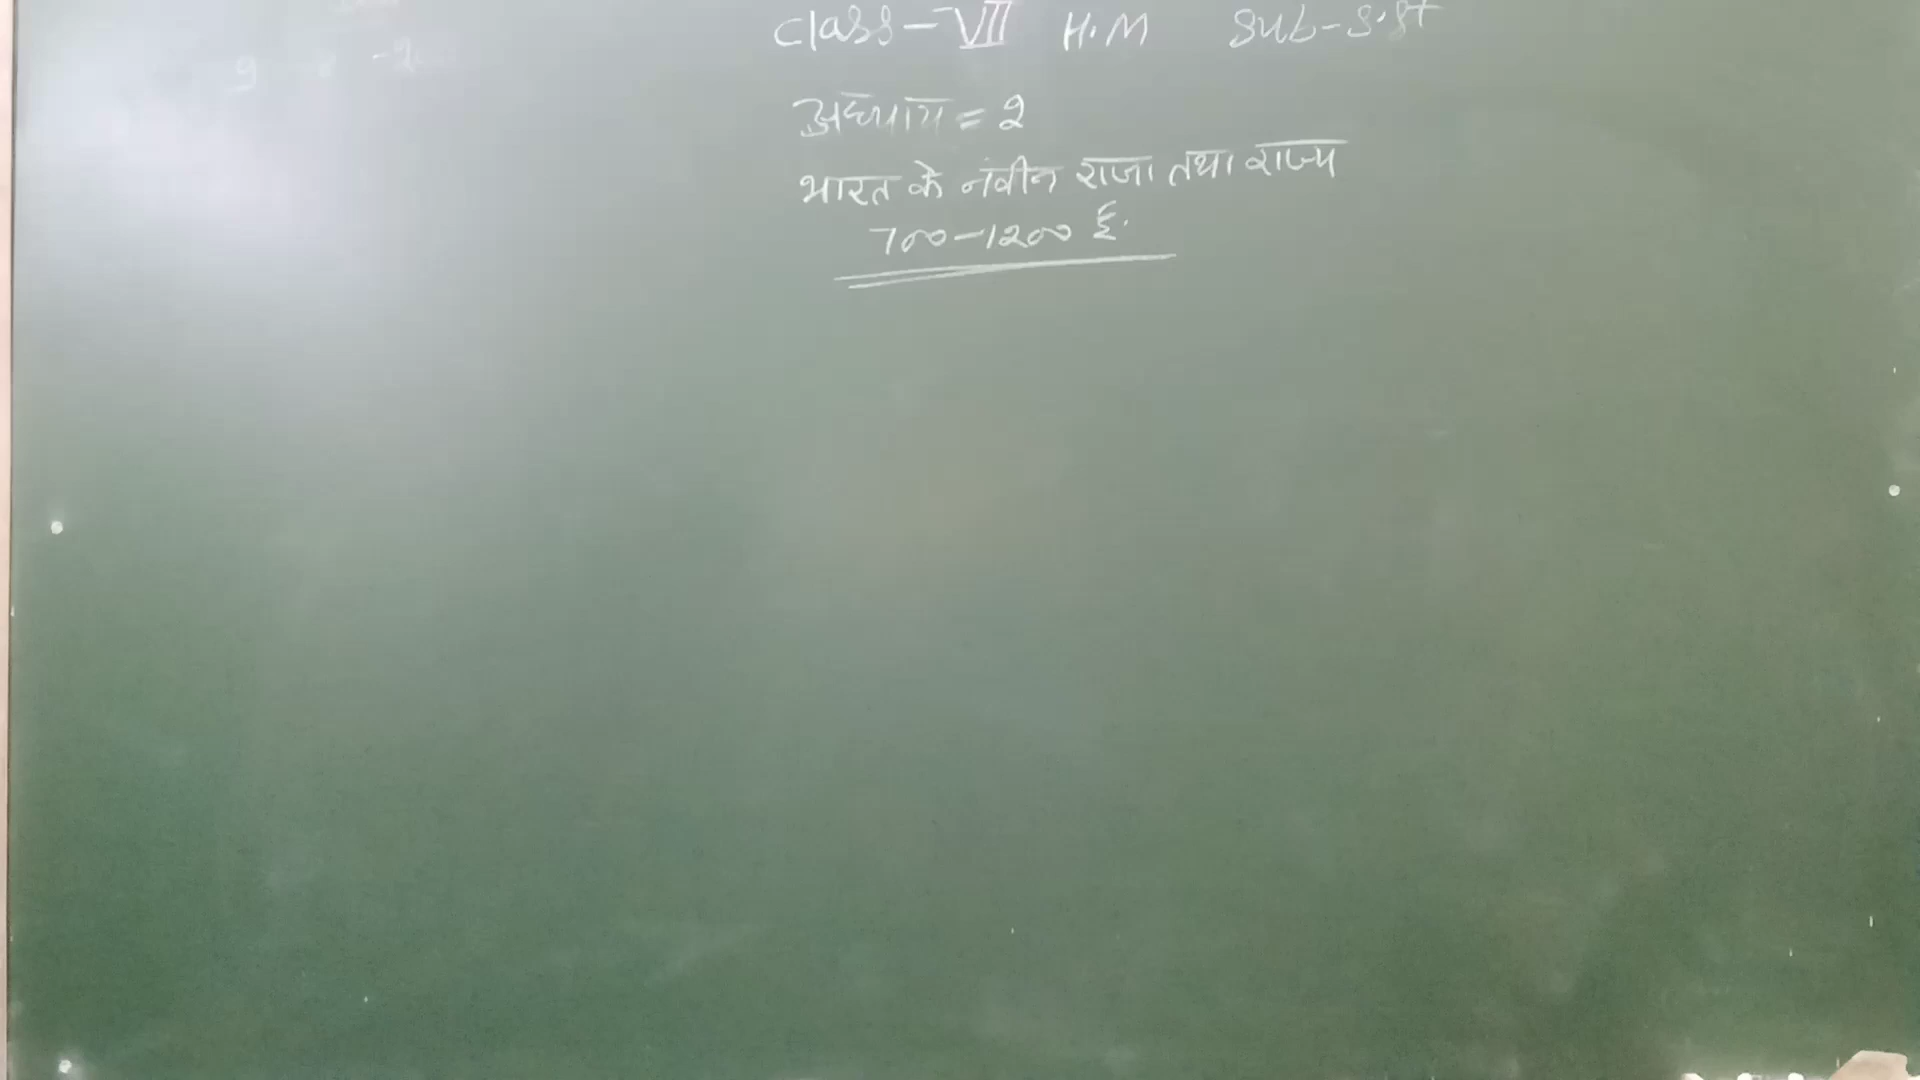 Class - VII H.M Sub - S.St
अध्याय = 2
भारत के नवीन राजा तथा राज्य
700-1200 ई.